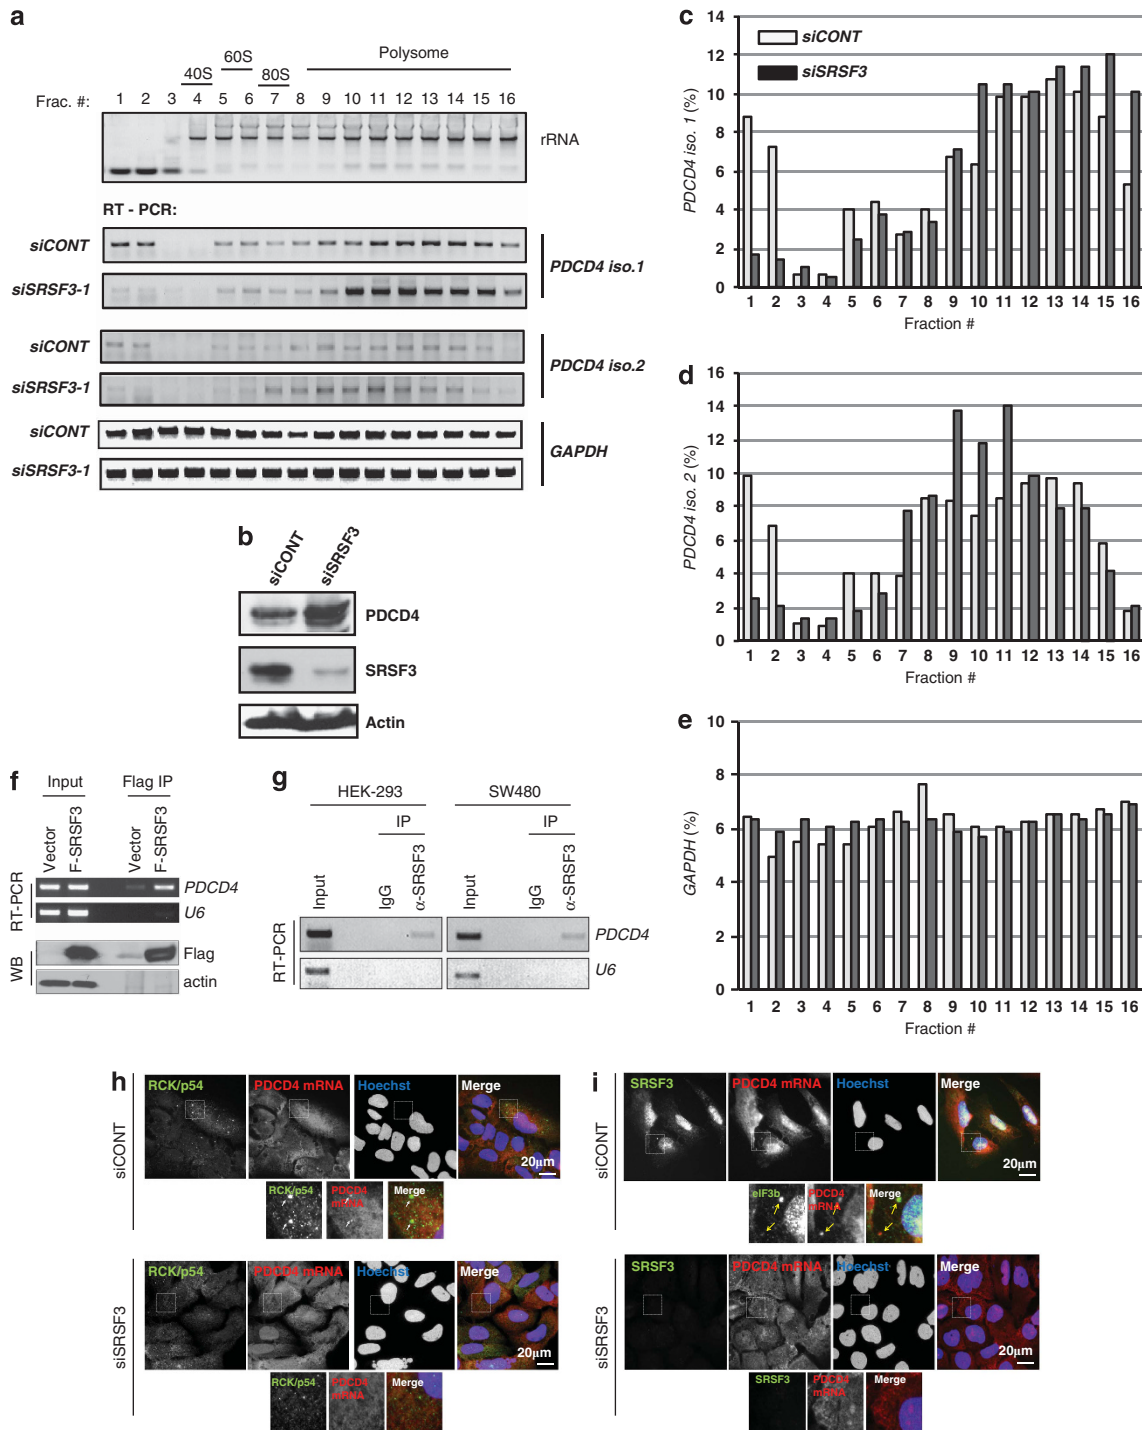 a
40S
60S
80S
Polysome
Frac. #: 1 2 3 4 5 6 7 8 9 10 11 12 13 14 15 16
rRNA
RT - PCR:
siCONT
siSRSF3-1
PDCD4 iso.1
siCONT
siSRSF3-1
PDCD4 iso.2
siCONT
siSRSF3-1
GAPDH
b
siCONT siSRSF3
PDCD4
SRSF3
Actin
c
siCONT
siSRSF3
PDCD4 iso. 1 (%)
14
12
10
8
6
4
2
0
1 2 3 4 5 6 7 8 9 10 11 12 13 14 15 16
Fraction #
d
PDCD4 iso. 2 (%)
16
14
12
10
8
6
4
2
0
1 2 3 4 5 6 7 8 9 10 11 12 13 14 15 16
Fraction #
e
GAPDH (%)
10
8
6
4
2
0
1 2 3 4 5 6 7 8 9 10 11 12 13 14 15 16
Fraction #
f
Input Flag IP
Vector F-SRSF3 Vector F-SRSF3
RT-PCR
PDCD4
U6
WB
Flag
actin
g
HEK-293 SW480
IP IP
Input IgG α-SRSF3 Input IgG α-SRSF3
RT-PCR
PDCD4
U6
h
siCONT
RCK/p54 PDCD4 mRNA Hoechst Merge
20µm
RCK/p54 PDCD4 mRNA Merge
siSRSF3
RCK/p54 PDCD4 mRNA Hoechst Merge
20µm
RCK/p54 PDCD4 mRNA Merge
i
siCONT
SRSF3 PDCD4 mRNA Hoechst Merge
20µm
eIF3b PDCD4 mRNA Merge
siSRSF3
SRSF3 PDCD4 mRNA Hoechst Merge
20µm
SRSF3 PDCD4 mRNA Merge